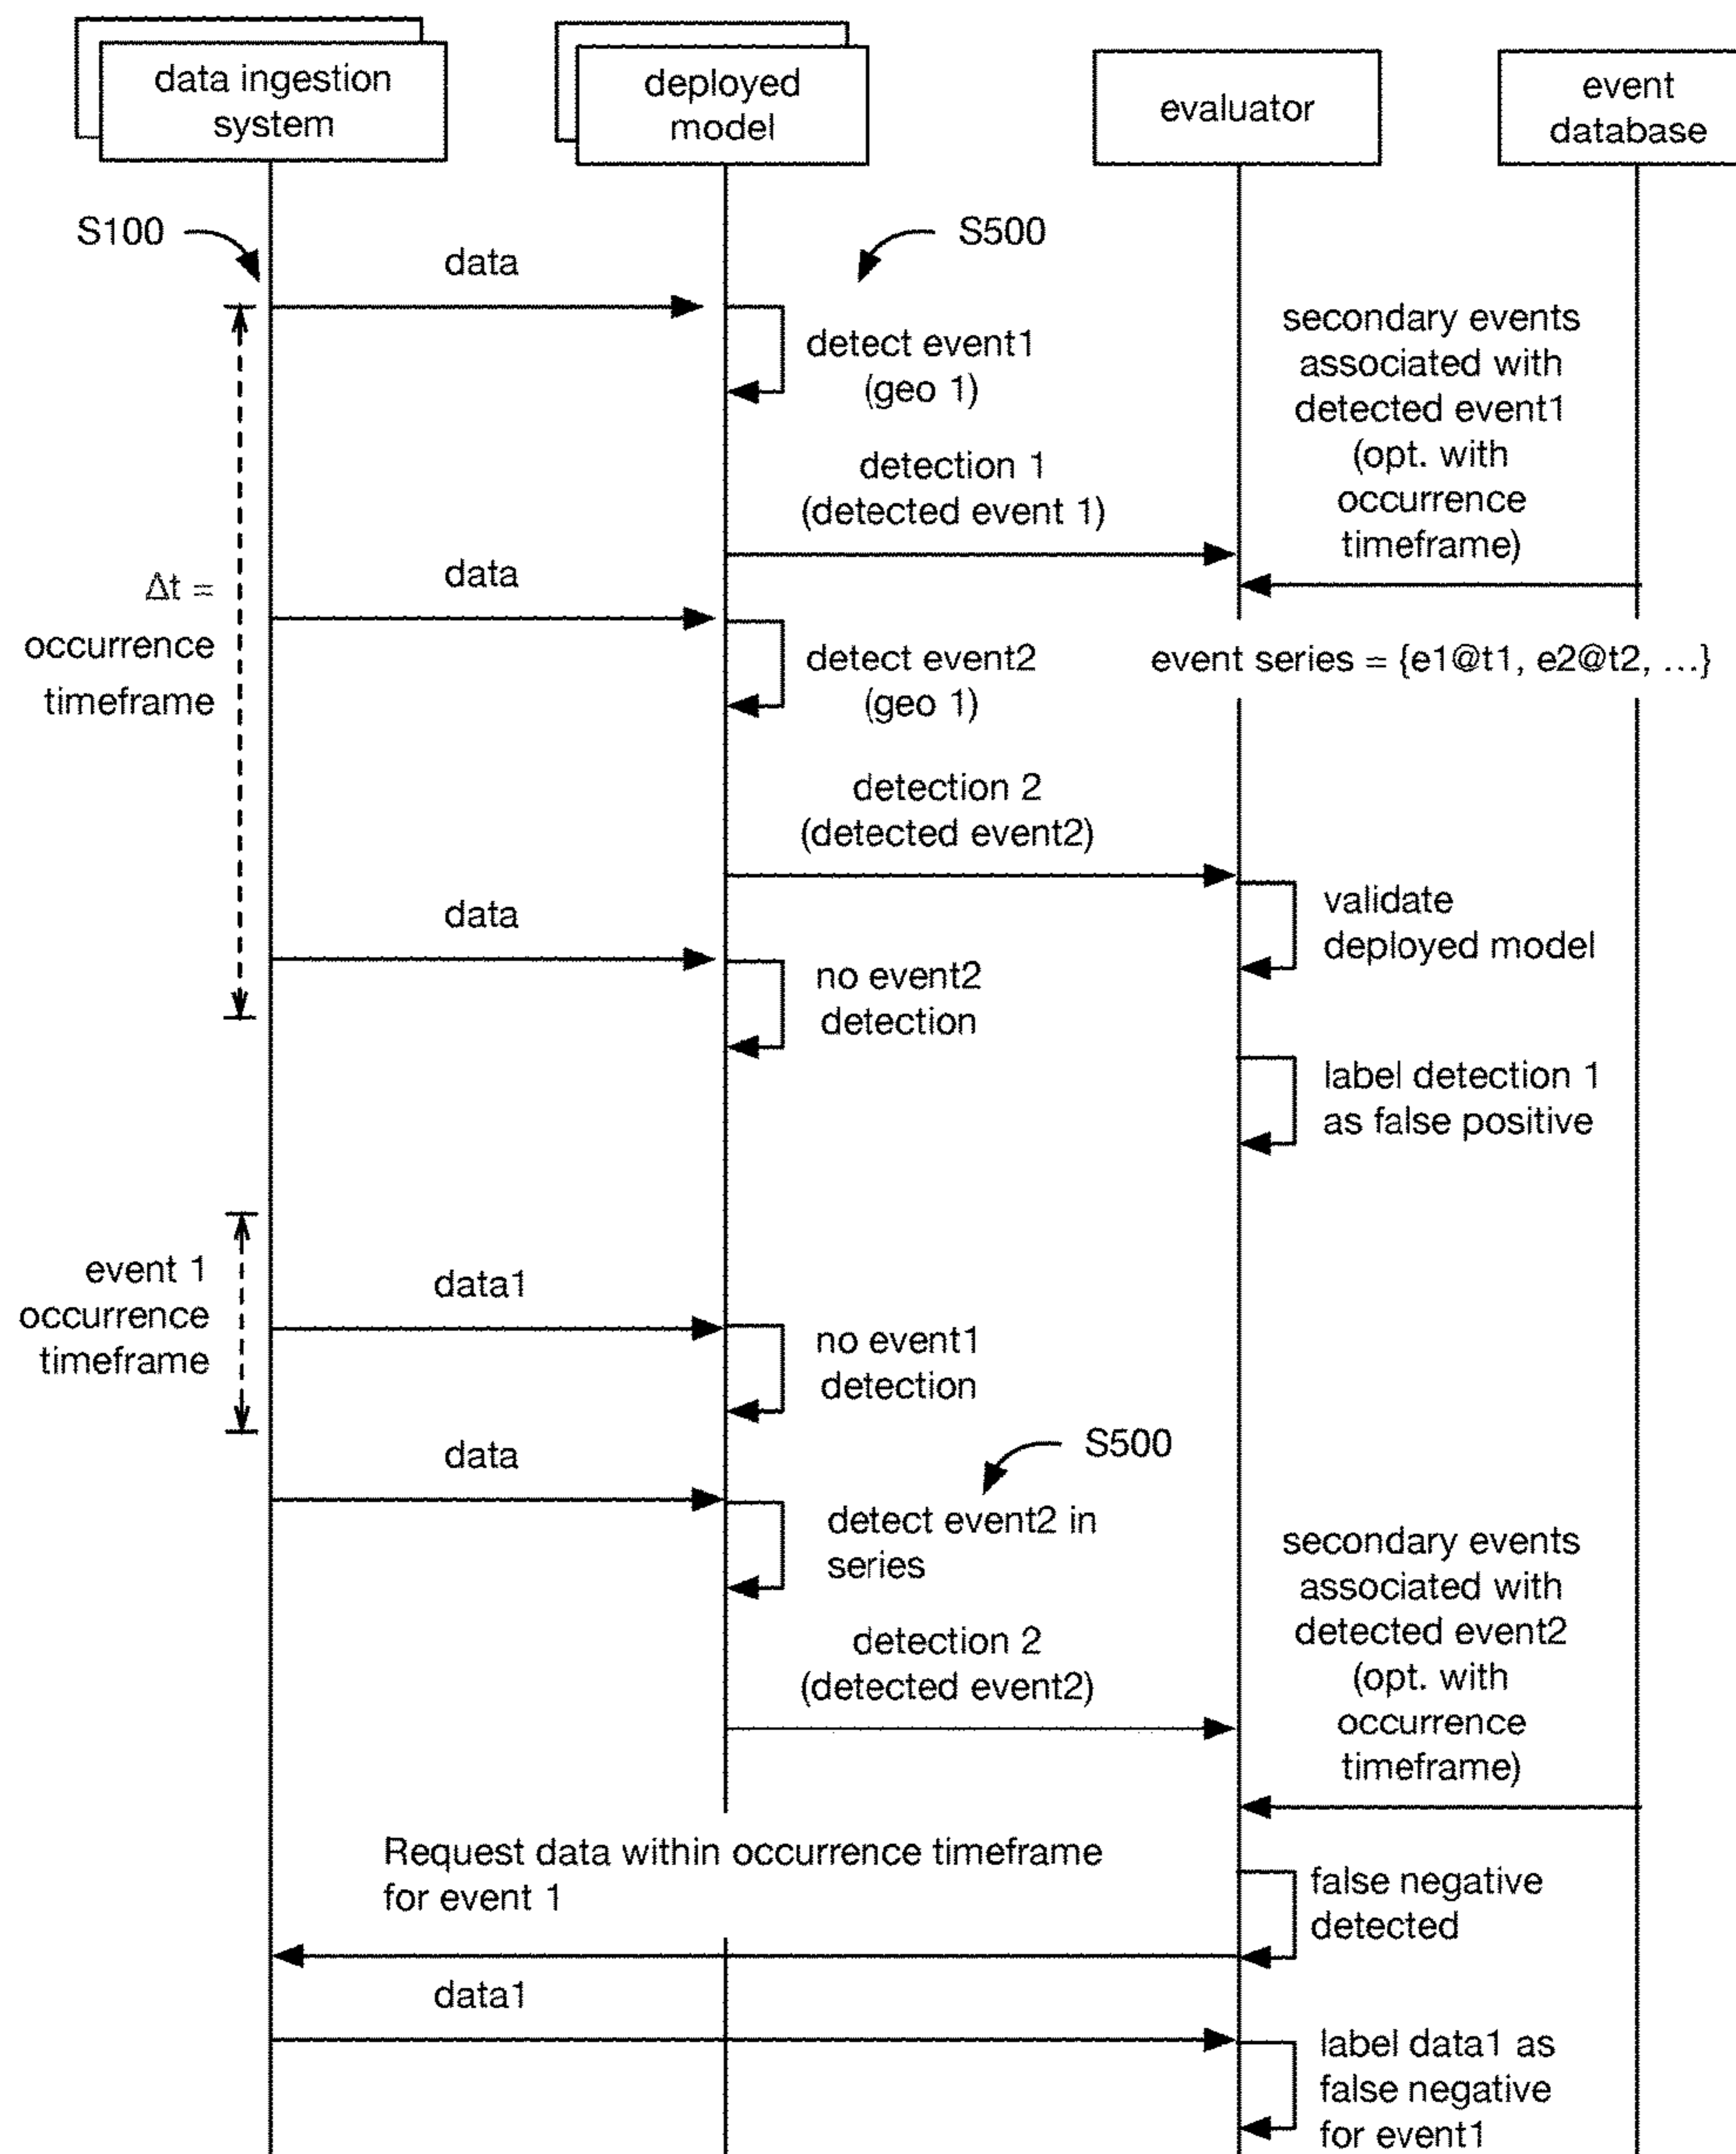 data ingestion
system
deployed
model
evaluator
event
database
S100
data
S500
detect event1
(geo 1)
secondary events
associated with
detected event1
(opt. with
occurrence
timeframe)
detection 1
(detected event 1)
Δt =
occurrence
timeframe
data
detect event2
(geo 1)
event series = {e1@t1, e2@t2, ...}
detection 2
(detected event2)
validate
deployed model
data
no event2
detection
label detection 1
as false positive
event 1
occurrence
timeframe
data1
no event1
detection
data
S500
detect event2 in
series
secondary events
associated with
detected event2
(opt. with
occurrence
timeframe)
detection 2
(detected event2)
Request data within occurrence timeframe
for event 1
false negative
detected
data1
label data1 as
false negative
for event1